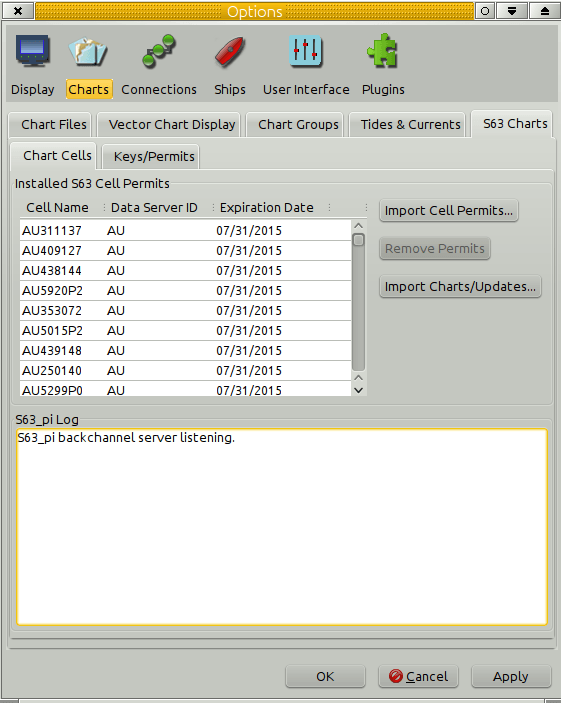 Options
Display Charts Connections Ships User Interface Plugins
Chart Files Vector Chart Display Chart Groups Tides & Currents S63 Charts
Chart Cells Keys/Permits
Installed S63 Cell Permits
Cell Name Data Server ID Expiration Date
AU311137 AU 07/31/2015
AU409127 AU 07/31/2015
AU438144 AU 07/31/2015
AU5920P2 AU 07/31/2015
AU353072 AU 07/31/2015
AU5015P2 AU 07/31/2015
AU439148 AU 07/31/2015
AU250140 AU 07/31/2015
AU5299P0 AU 07/31/2015
Import Cell Permits...
Remove Permits
Import Charts/Updates...
S63_pi Log
S63_pi backchannel server listening.
OK Cancel Apply